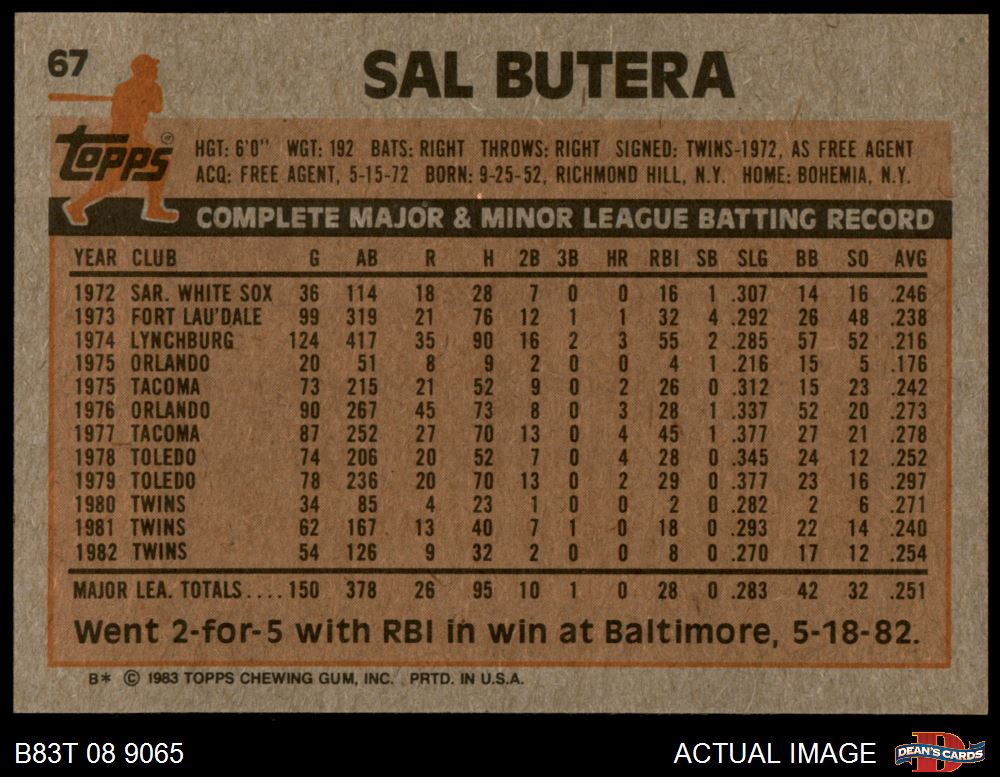 67
SAL BUTERA
Topps ®
HGT: 6'0" WGT: 192 BATS: RIGHT THROWS: RIGHT SIGNED: TWINS-1972, AS FREE AGENT
ACQ: FREE AGENT, 5-15-72 BORN: 9-25-52, RICHMOND HILL, N.Y. HOME: BOHEMIA, N.Y.
COMPLETE MAJOR & MINOR LEAGUE BATTING RECORD
YEAR CLUB G AB R H 2B 3B HR RBI SB SLG BB SO AVG
1972 SAR. WHITE SOX 36 114 18 28 7 0 0 16 1 .307 14 16 .246
1973 FORT LAU'DALE 99 319 21 76 12 1 1 32 4 .292 26 48 .238
1974 LYNCHBURG 124 417 35 90 16 2 3 55 2 .285 57 52 .216
1975 ORLANDO 20 51 8 9 2 0 0 4 1 .216 15 5 .176
1975 TACOMA 73 215 21 52 9 0 2 26 0 .312 15 23 .242
1976 ORLANDO 90 267 45 73 8 0 3 28 1 .337 52 20 .273
1977 TACOMA 87 252 27 70 13 0 4 45 1 .377 27 21 .278
1978 TOLEDO 74 206 20 52 7 0 4 28 0 .345 24 12 .252
1979 TOLEDO 78 236 20 70 13 0 2 29 0 .377 23 16 .297
1980 TWINS 34 85 4 23 1 0 0 2 0 .282 2 6 .271
1981 TWINS 62 167 13 40 7 1 0 18 0 .293 22 14 .240
1982 TWINS 54 126 9 32 2 0 0 8 0 .270 17 12 .254
MAJOR LEA. TOTALS.... 150 378 26 95 10 1 0 28 0 .283 42 32 .251
Went 2-for-5 with RBI in win at Baltimore, 5-18-82.
B* © 1983 TOPPS CHEWING GUM, INC. PRTD. IN U.S.A.
B83T 08 9065
ACTUAL IMAGE
DEAN'S CARDS